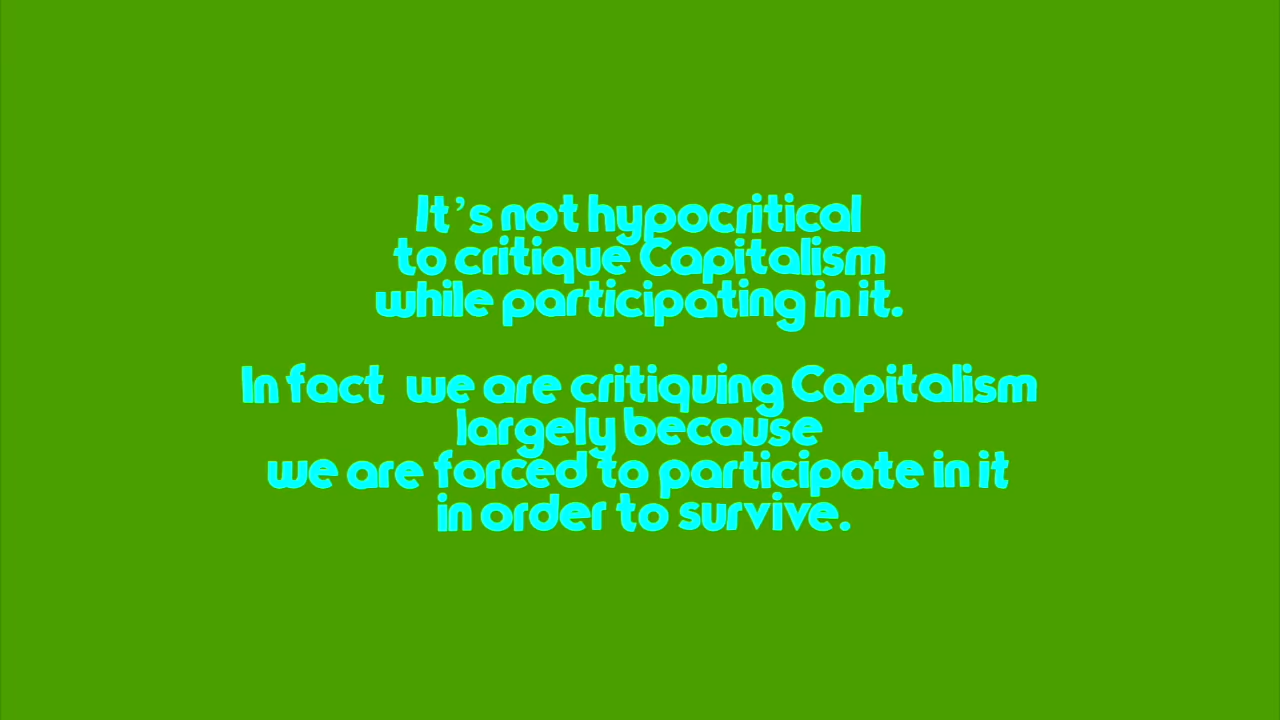 It's not hypocritical
to critique Capitalism
while participating in it.
In fact we are critiquing Capitalism
largely because
we are forced to participate in it
in order to survive.